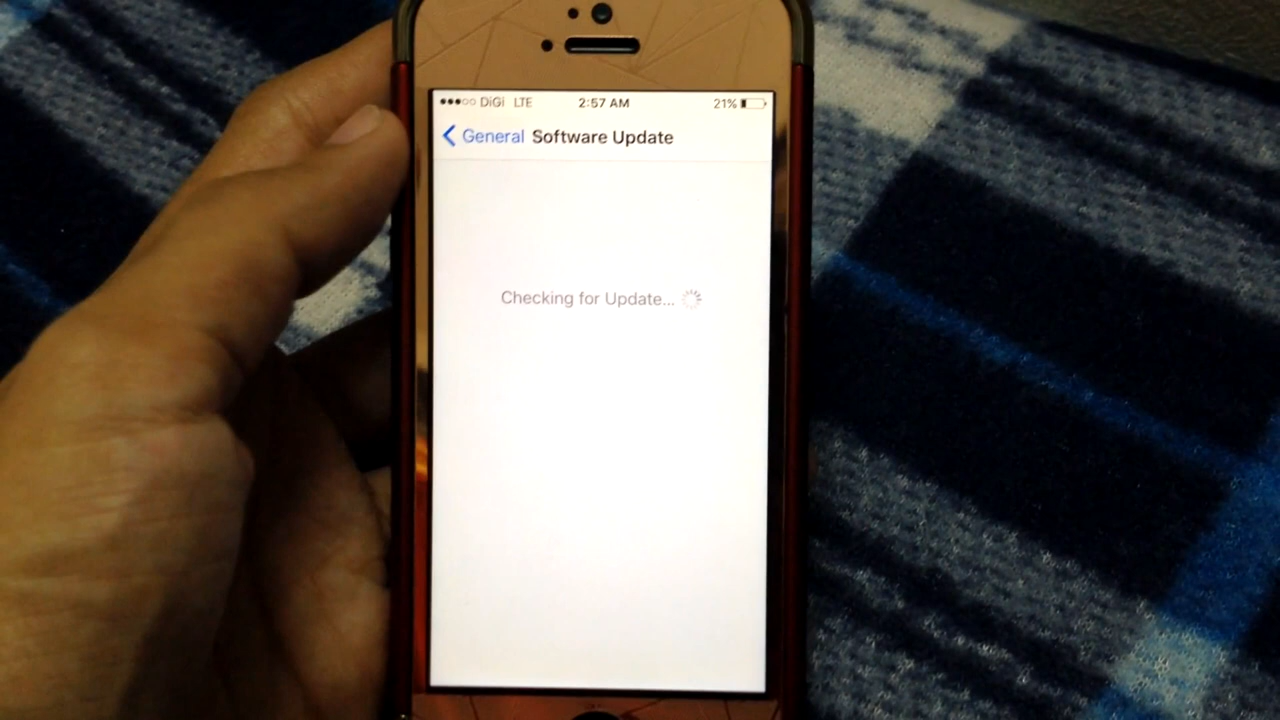 DiGi LTE 2:57 AM 21%
General Software Update
Checking for Update...